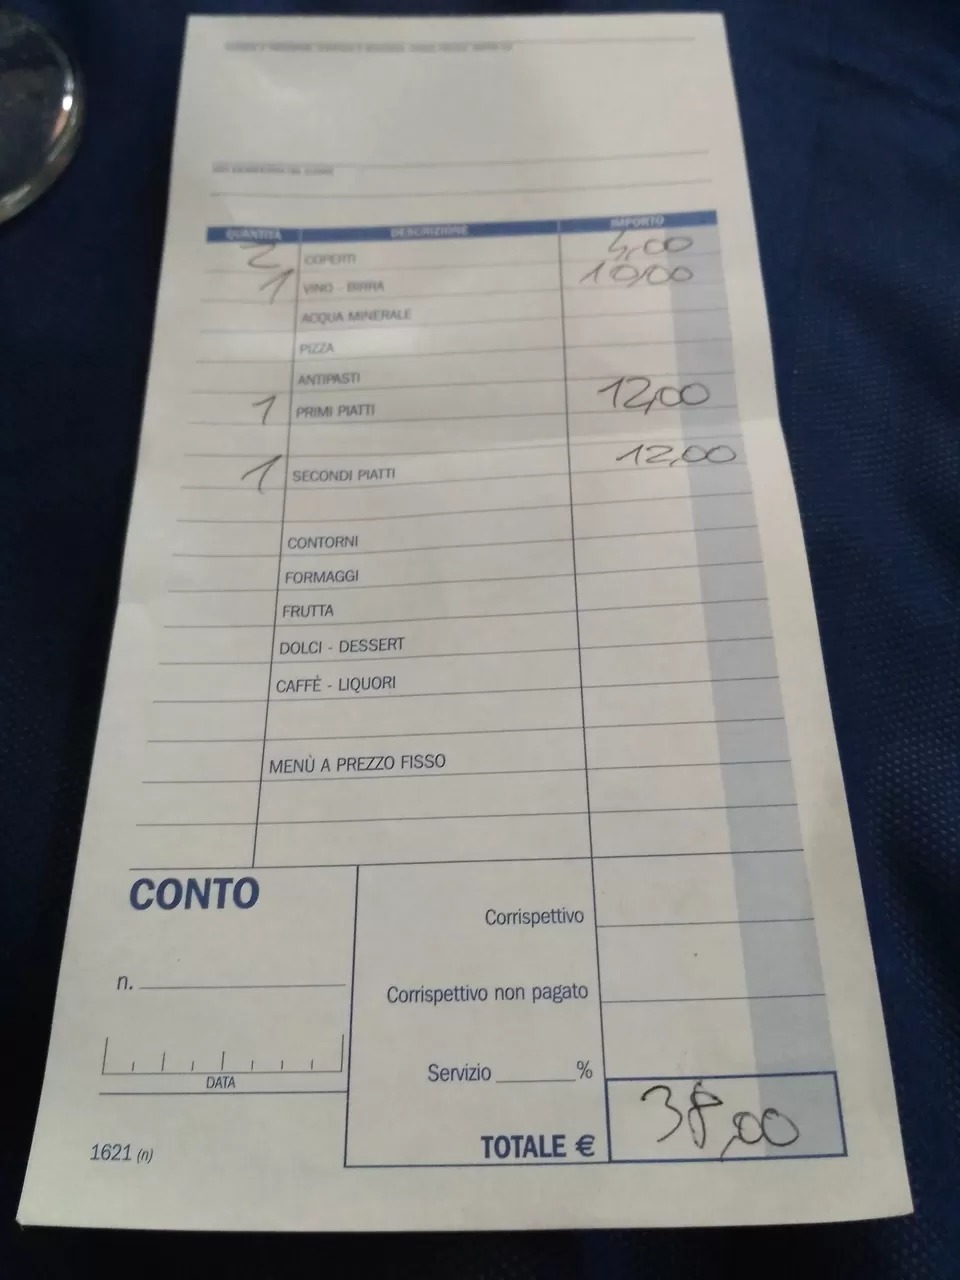 QUANTITÀ DESCRIZIONE IMPORTO
2 COPERTI 4,00
1 VINO - BIRRA 10,00
ACQUA MINERALE
PIZZA
ANTIPASTI
1 PRIMI PIATTI 12,00
1 SECONDI PIATTI 12,00
CONTORNI
FORMAGGI
FRUTTA
DOLCI - DESSERT
CAFFÈ - LIQUORI
MENÙ A PREZZO FISSO
CONTO
Corrispettivo
n.
Corrispettivo non pagato
Servizio %
DATA
TOTALE € 38,00
1621 (n)